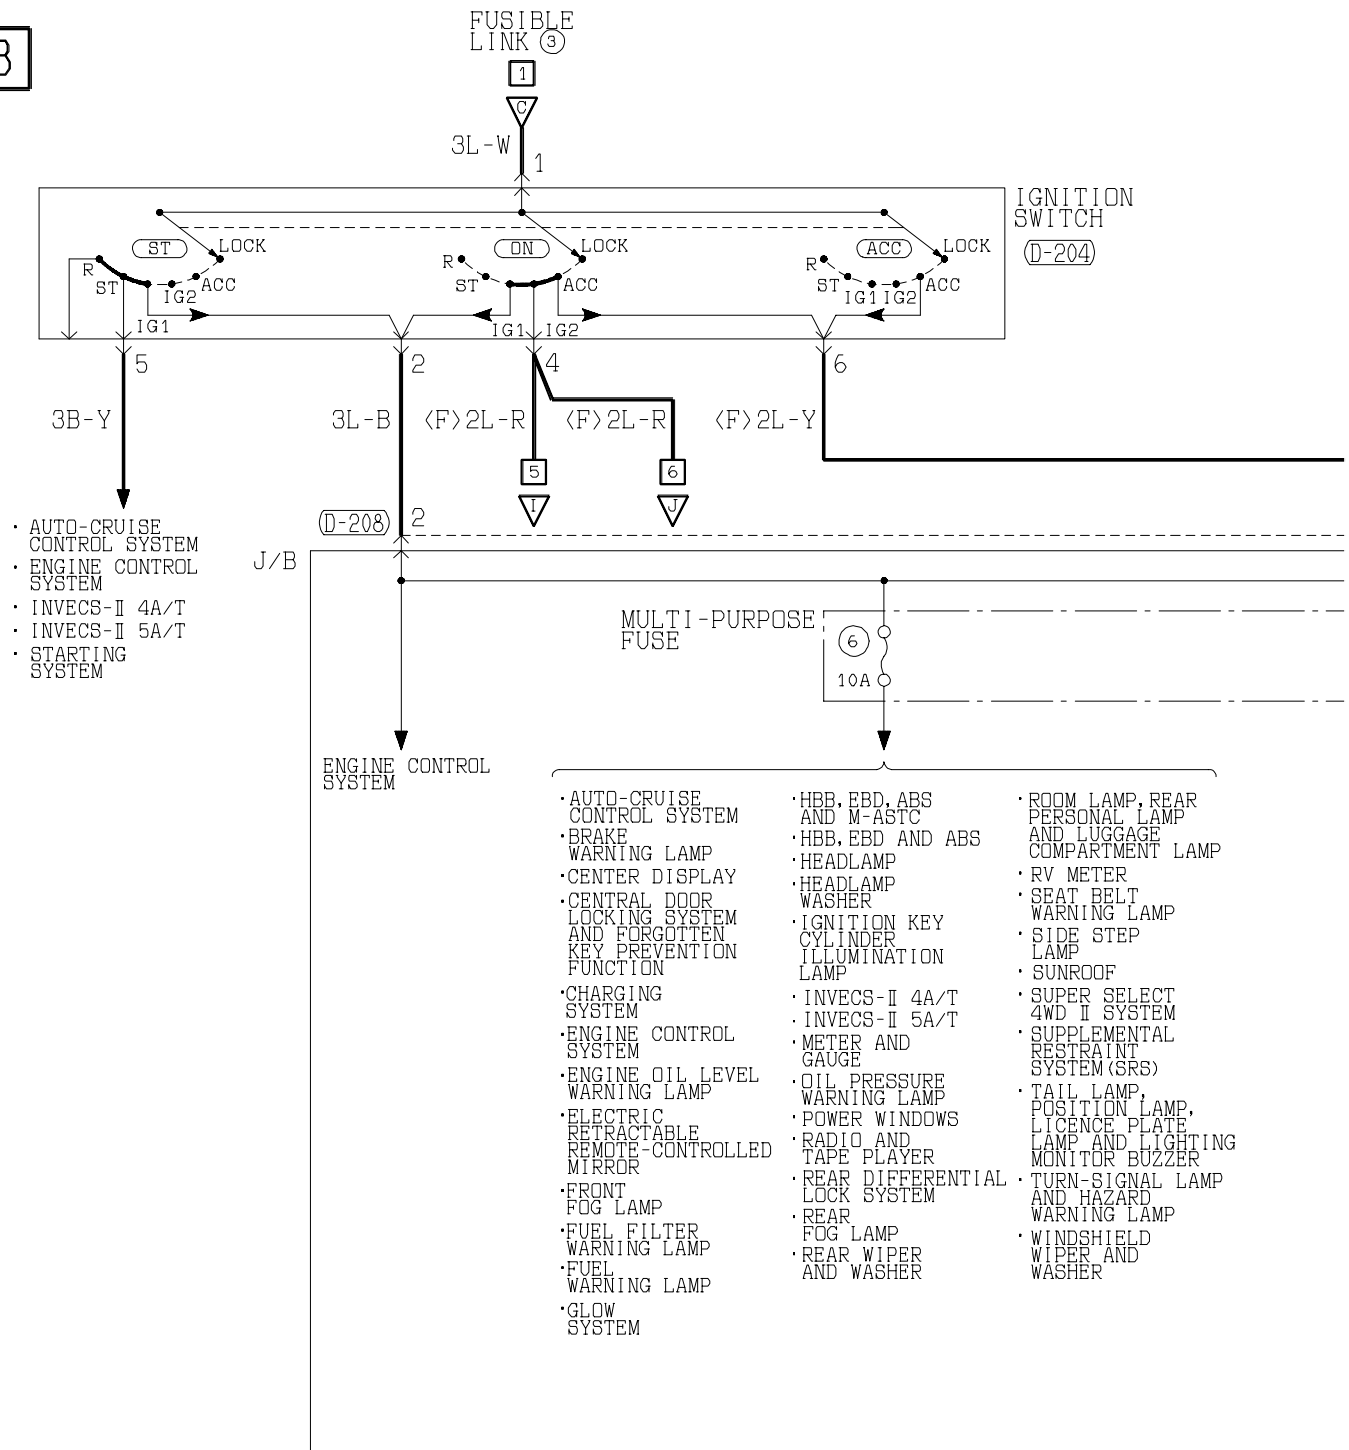 FUSIBLE
LINK ③
1
C
3L-W
1
IGNITION
SWITCH
D-204
ST
LOCK
R
ST
IG1
IG2
ACC
ON
LOCK
R
ST
IG1
IG2
ACC
ACC
LOCK
R
ST
IG1
IG2
ACC
5
2
4
6
3B-Y
3L-B
<F>2L-R
<F>2L-R
<F>2L-Y
5
I
6
J
· AUTO-CRUISE
CONTROL SYSTEM
· ENGINE CONTROL
SYSTEM
· INVECS-Ⅱ 4A/T
· INVECS-Ⅱ 5A/T
· STARTING
SYSTEM
D-208
2
J/B
MULTI-PURPOSE
FUSE
6
10A
ENGINE CONTROL
SYSTEM
·AUTO-CRUISE
CONTROL SYSTEM
·BRAKE
WARNING LAMP
·CENTER DISPLAY
·CENTRAL DOOR
LOCKING SYSTEM
AND FORGOTTEN
KEY PREVENTION
FUNCTION
·CHARGING
SYSTEM
·ENGINE CONTROL
SYSTEM
·ENGINE OIL LEVEL
WARNING LAMP
·ELECTRIC
RETRACTABLE
REMOTE-CONTROLLED
MIRROR
·FRONT
FOG LAMP
·FUEL FILTER
WARNING LAMP
·FUEL
WARNING LAMP
·GLOW
SYSTEM
·HBB, EBD, ABS
AND M-ASTC
·HBB, EBD AND ABS
·HEADLAMP
·HEADLAMP
WASHER
·IGNITION KEY
CYLINDER
ILLUMINATION
LAMP
· INVECS-Ⅱ 4A/T
· INVECS-Ⅱ 5A/T
·METER AND
GAUGE
·OIL PRESSURE
WARNING LAMP
·POWER WINDOWS
·RADIO AND
TAPE PLAYER
·REAR DIFFERENTIAL
LOCK SYSTEM
·REAR
FOG LAMP
·REAR WIPER
AND WASHER
·ROOM LAMP, REAR
PERSONAL LAMP
AND LUGGAGE
COMPARTMENT LAMP
·RV METER
·SEAT BELT
WARNING LAMP
·SIDE STEP
LAMP
·SUNROOF
·SUPER SELECT
4WD Ⅱ SYSTEM
·SUPPLEMENTAL
RESTRAINT
SYSTEM(SRS)
·TAIL LAMP,
POSITION LAMP,
LICENCE PLATE
LAMP AND LIGHTING
MONITOR BUZZER
·TURN-SIGNAL LAMP
AND HAZARD
WARNING LAMP
·WINDSHIELD
WIPER AND
WASHER